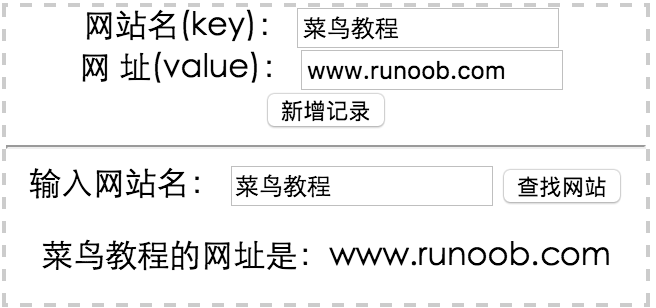 网站名(key)： 菜鸟教程
网 址(value)： www.runoob.com
新增记录
输入网站名： 菜鸟教程 查找网站
菜鸟教程的网址是：www.runoob.com